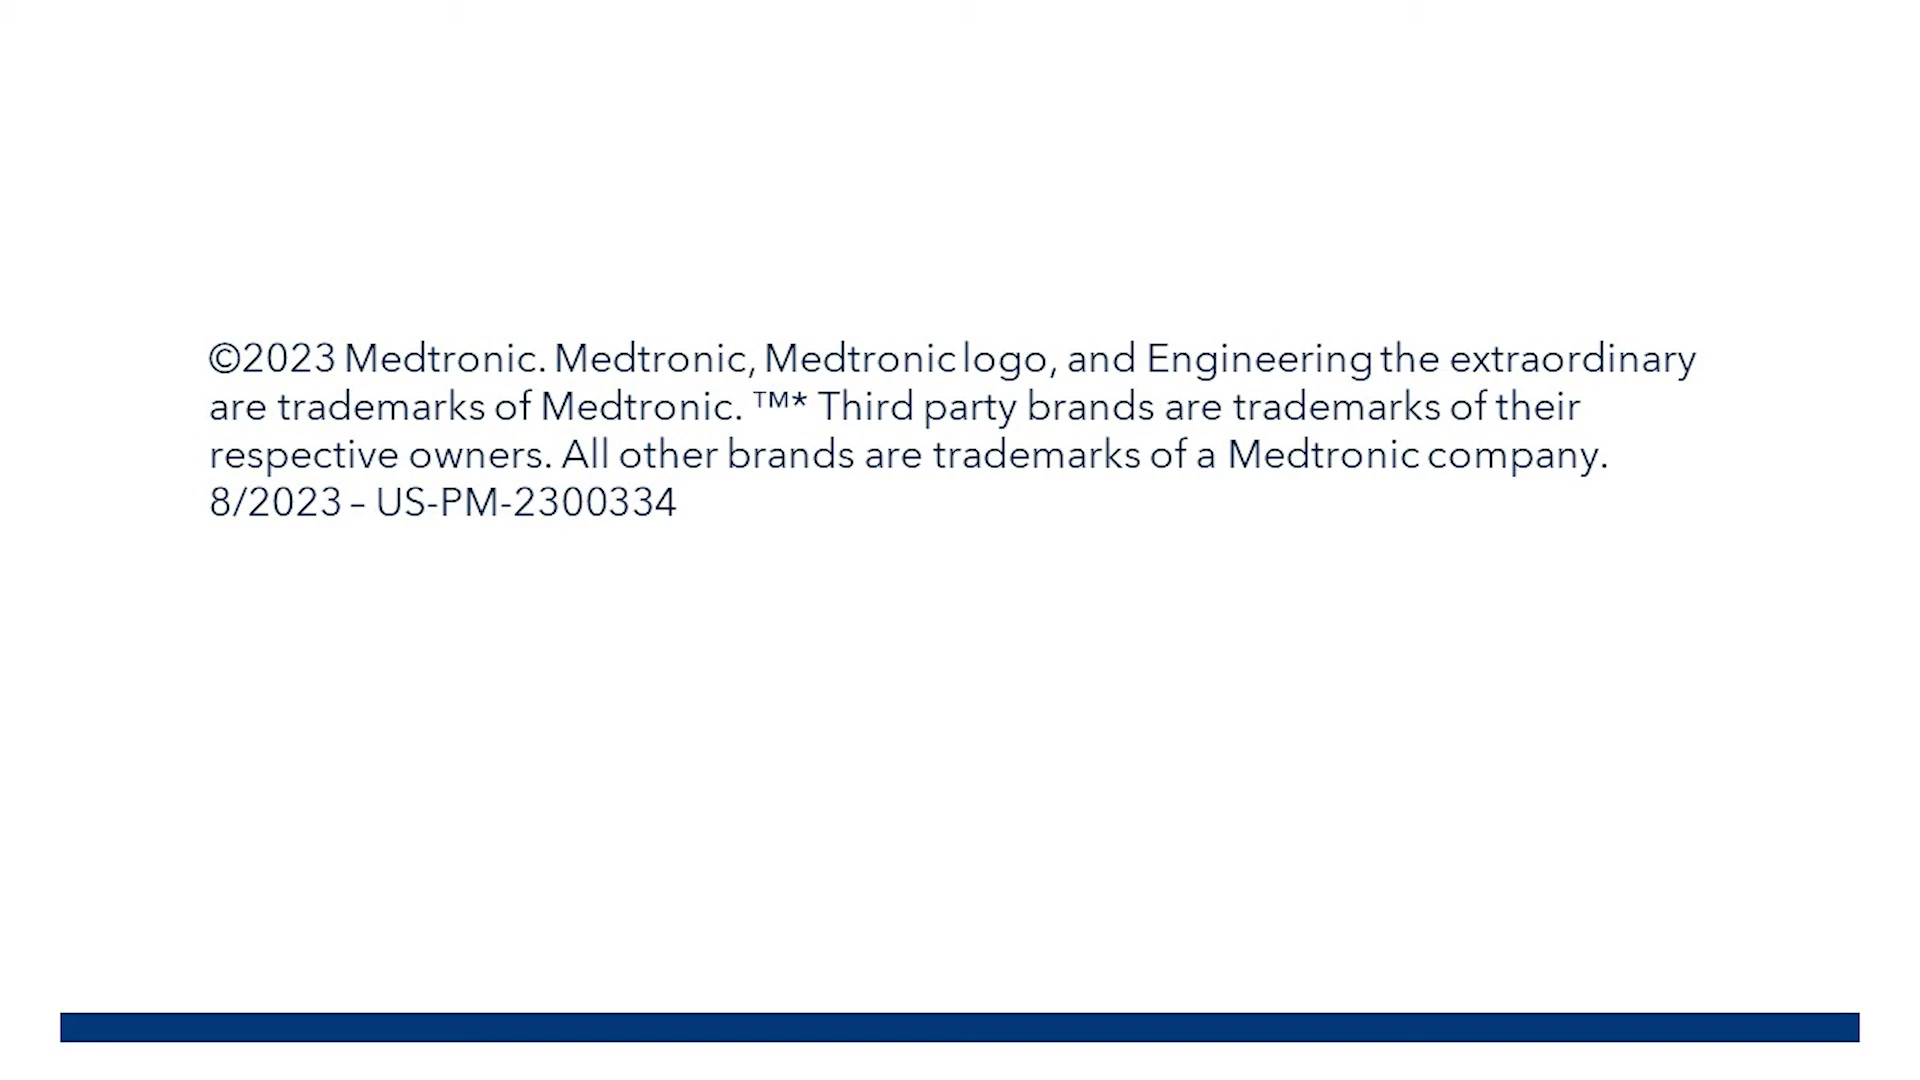 ©2023 Medtronic. Medtronic, Medtronic logo, and Engineering the extraordinary
are trademarks of Medtronic. ™* Third party brands are trademarks of their
respective owners. All other brands are trademarks of a Medtronic company.
8/2023 – US-PM-2300334